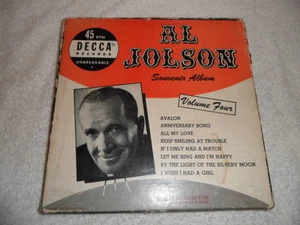 45 RPM
DECCA
RECORDS
UNBREAKABLE
AL
JOLSON
Souvenir Album
Volume Four
AVALON
ANNIVERSARY SONG
ALL MY LOVE
KEEP SMILING AT TROUBLE
IF I ONLY HAD A MATCH
LET ME SING AND I'M HAPPY
BY THE LIGHT OF THE SILVERY MOON
I WISH I HAD A GIRL